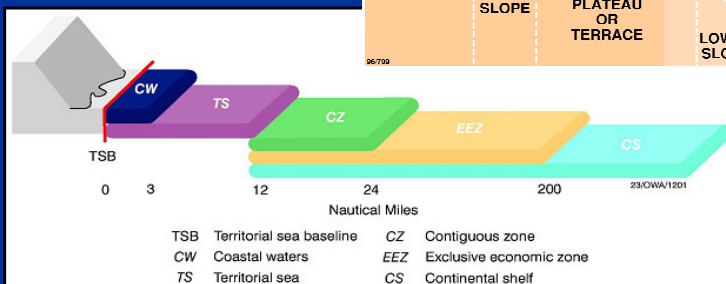 SLOPE
PLATEAU
OR
TERRACE
96/799
CW
TS
CZ
EEZ
CS
TSB
0 3 12 24 200
23/OWA/1201
Nautical Miles
TSB Territorial sea baseline CZ Contiguous zone
CW Coastal waters EEZ Exclusive economic zone
TS Territorial sea CS Continental shelf